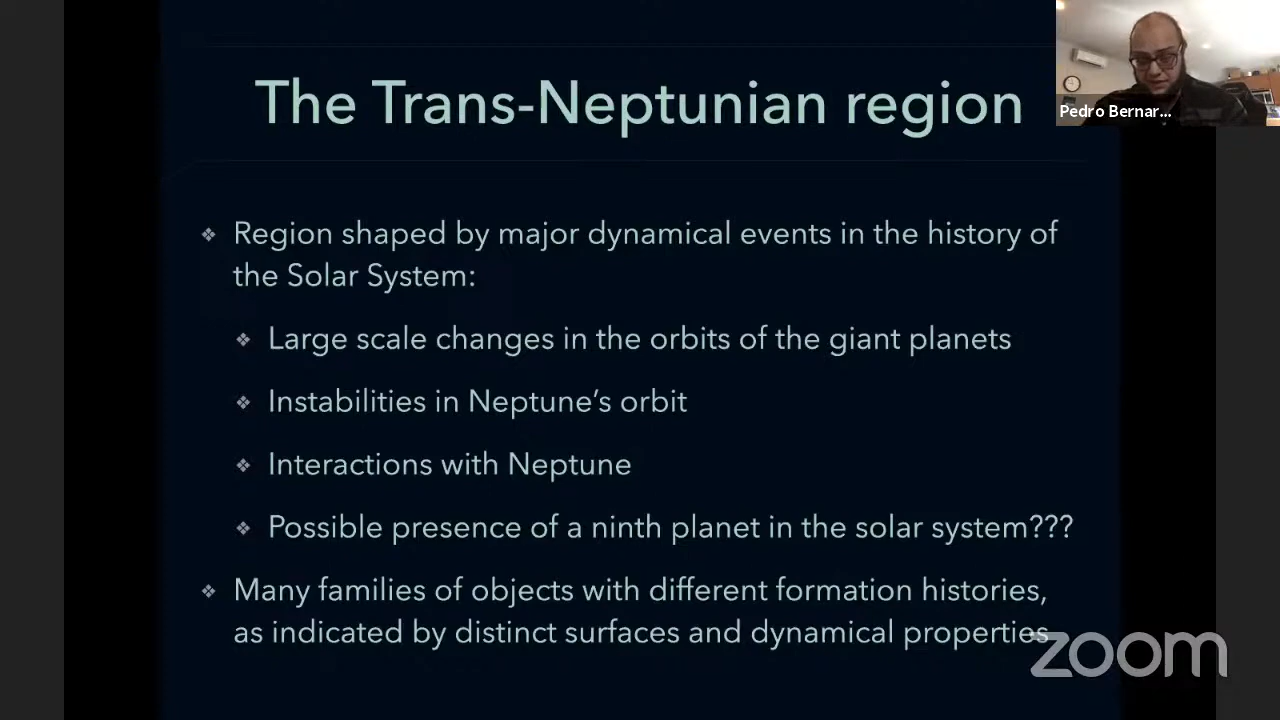 The Trans-Neptunian region
Pedro Bernar...
❖ Region shaped by major dynamical events in the history of
the Solar System:
❖ Large scale changes in the orbits of the giant planets
❖ Instabilities in Neptune’s orbit
❖ Interactions with Neptune
❖ Possible presence of a ninth planet in the solar system???
❖ Many families of objects with different formation histories,
as indicated by distinct surfaces and dynamical properties
zoom